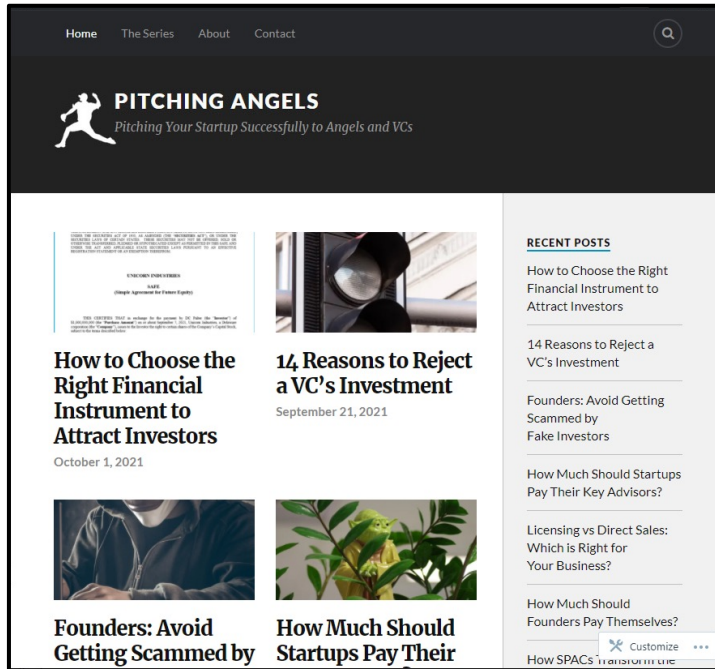 Home The Series About Contact
PITCHING ANGELS
Pitching Your Startup Successfully to Angels and VCs
UNICORN INDUSTRIES
SAFE
(Simple Agreement for Future Equity)
How to Choose the
Right Financial
Instrument to
Attract Investors
October 1, 2021
14 Reasons to Reject
a VC's Investment
September 21, 2021
Founders: Avoid
Getting Scammed by
How Much Should
Startups Pay Their
RECENT POSTS
How to Choose the Right
Financial Instrument to
Attract Investors
14 Reasons to Reject a
VC's Investment
Founders: Avoid Getting
Scammed by
Fake Investors
How Much Should Startups
Pay Their Key Advisors?
Licensing vs Direct Sales:
Which is Right for
Your Business?
How Much Should
Founders Pay Themselves?
How SPACs Transform the
Customize